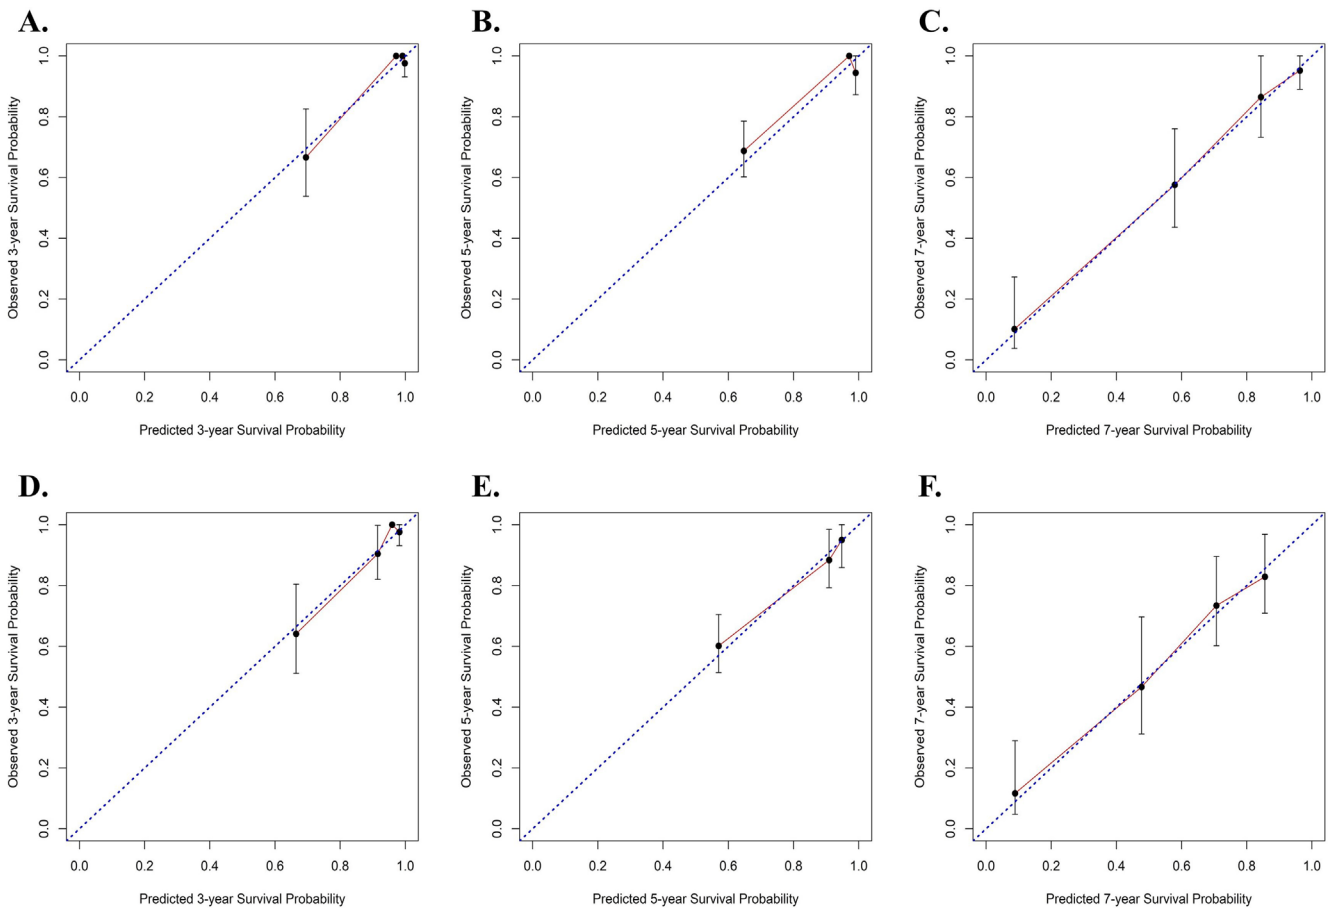 A.
B.
C.
Observed 3-year Survival Probability
0.0 0.2 0.4 0.6 0.8 1.0
0.0 0.2 0.4 0.6 0.8 1.0
Predicted 3-year Survival Probability
Observed 5-year Survival Probability
0.0 0.2 0.4 0.6 0.8 1.0
0.0 0.2 0.4 0.6 0.8 1.0
Predicted 5-year Survival Probability
Observed 7-year Survival Probability
0.0 0.2 0.4 0.6 0.8 1.0
0.0 0.2 0.4 0.6 0.8 1.0
Predicted 7-year Survival Probability
D.
E.
F.
Observed 3-year Survival Probability
0.0 0.2 0.4 0.6 0.8 1.0
0.0 0.2 0.4 0.6 0.8 1.0
Predicted 3-year Survival Probability
Observed 5-year Survival Probability
0.0 0.2 0.4 0.6 0.8 1.0
0.0 0.2 0.4 0.6 0.8 1.0
Predicted 5-year Survival Probability
Observed 7-year Survival Probability
0.0 0.2 0.4 0.6 0.8 1.0
0.0 0.2 0.4 0.6 0.8 1.0
Predicted 7-year Survival Probability